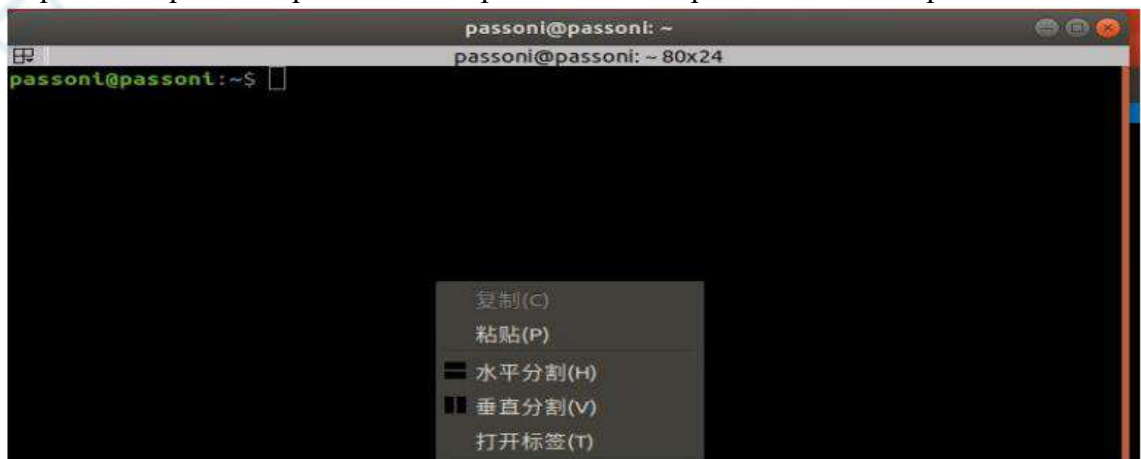 passoni@passoni: ~
passoni@passoni: ~ 80x24
passoni@passoni:~$
复制(C)
粘贴(P)
水平分割(H)
垂直分割(V)
打开标签(T)